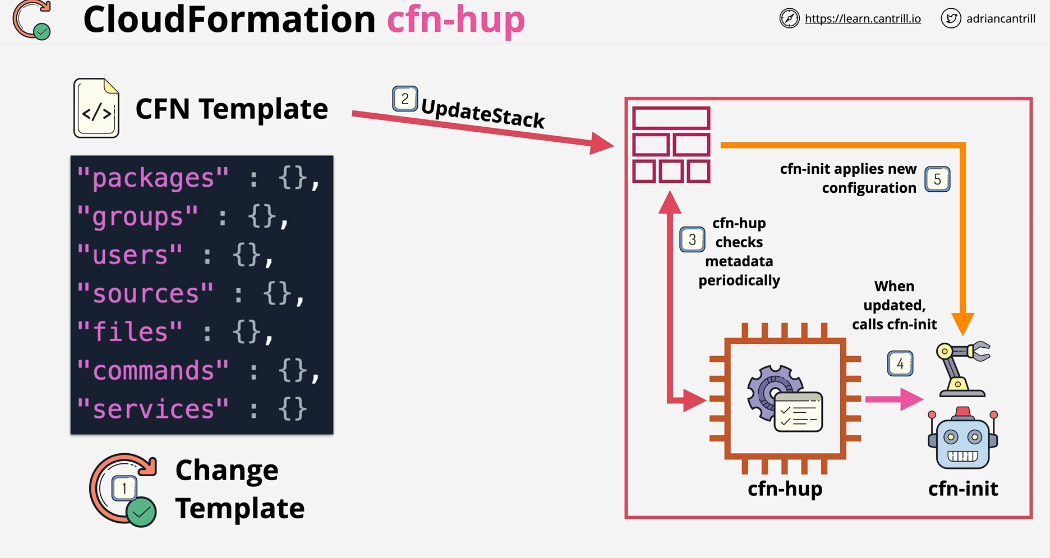 CloudFormation cfn-hup
https://learn.cantrill.io
adriancantrill
</>
CFN Template
2
UpdateStack
"packages" : {},
"groups" : {},
"users" : {},
"sources" : {},
"files" : {},
"commands" : {},
"services" : {}
1
Change
Template
3
cfn-hup
checks
metadata
periodically
cfn-init applies new
configuration
5
When
updated,
calls cfn-init
4
cfn-hup
cfn-init